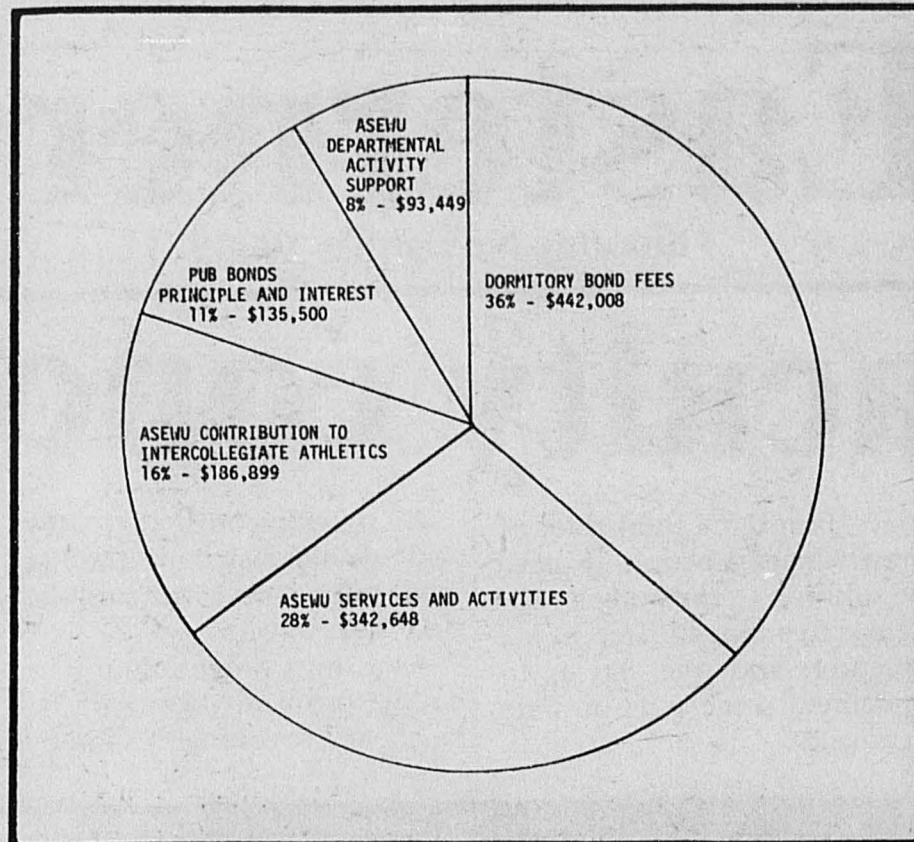 ASEWU
DEPARTMENTAL
ACTIVITY
SUPPORT
8% - $93,449
DORMITORY BOND FEES
36% - $442,008
PUB BONDS
PRINCIPLE AND INTEREST
11% - $135,500
ASEWU CONTRIBUTION TO
INTERCOLLEGIATE ATHLETICS
16% - $186,899
ASEWU SERVICES AND ACTIVITIES
28% - $342,648